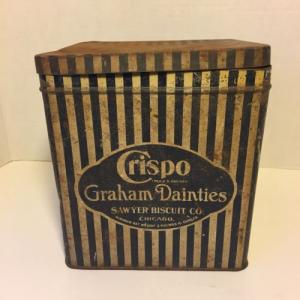 Crispo
Graham Dainties
SAWYER BISCUIT CO.
CHICAGO.